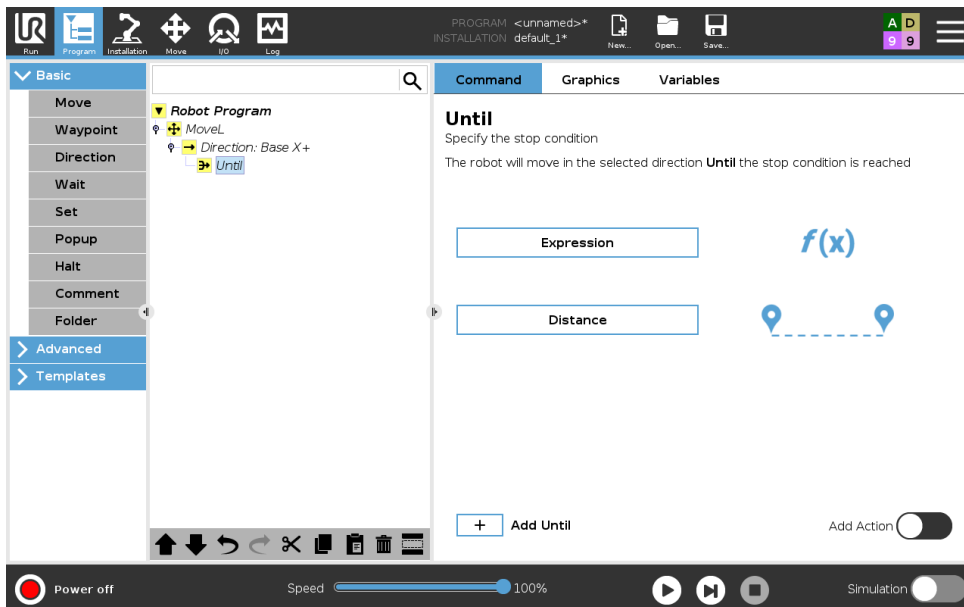 PROGRAM <unnamed>*
INSTALLATION default_1*
Run Program Installation Move I/O Log New... Open... Save...
A D
9 9
Basic
Move
Waypoint
Direction
Wait
Set
Popup
Halt
Comment
Folder
Advanced
Templates
Robot Program
MoveL
Direction: Base X+
Until
Command Graphics Variables
Until
Specify the stop condition
The robot will move in the selected direction Until the stop condition is reached
Expression f(x)
Distance
+ Add Until Add Action
Power off Speed 100% Simulation